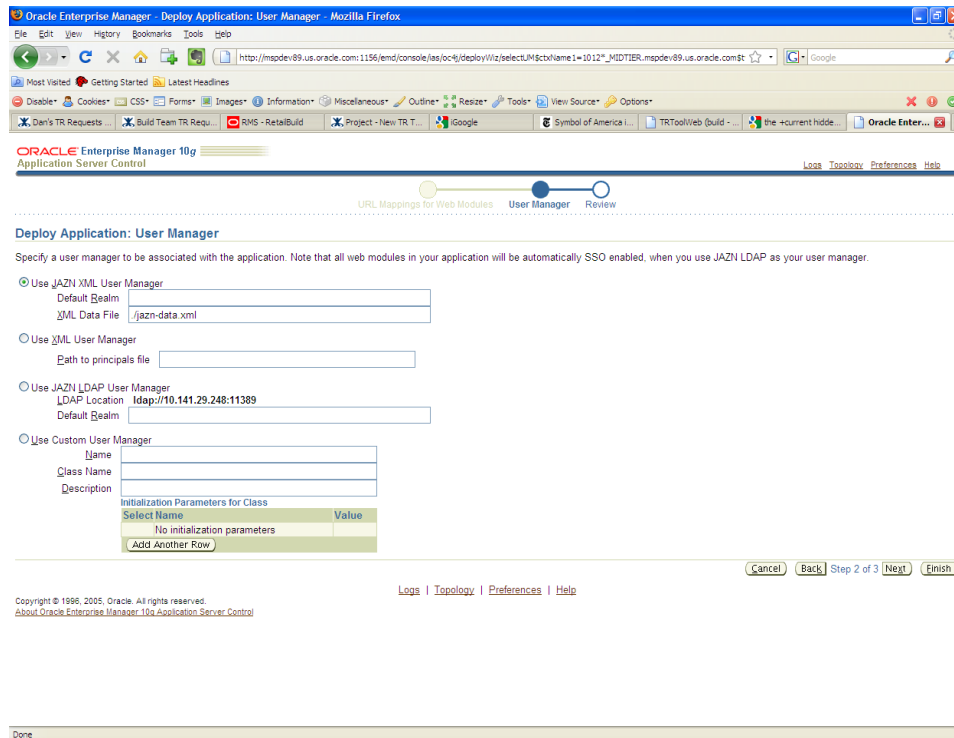 Oracle Enterprise Manager - Deploy Application: User Manager - Mozilla Firefox
File Edit View History Bookmarks Tools Help
http://mspdev89.us.oracle.com:1156/emd/console/ias/oc4j/deployWiz/selectUM$ctxName1=1012*_MIDTIER.mspdev89.us.oracle.com$t
Google
Most Visited Getting Started Latest Headlines
Disable Cookies CSS Forms Images Information Miscellaneous Outline Resize Tools View Source Options
Dan's TR Requests ... Build Team TR Requ... RMS - RetailBuild Project - New TR T... iGoogle Symbol of America i... TRToolWeb (build - ... the +current hidde... Oracle Enter...
ORACLE Enterprise Manager 10g
Application Server Control
Logs Topology Preferences Help
URL Mappings for Web Modules User Manager Review
Deploy Application: User Manager
Specify a user manager to be associated with the application. Note that all web modules in your application will be automatically SSO enabled, when you use JAZN LDAP as your user manager.
Use JAZN XML User Manager
Default Realm
XML Data File ./jazn-data.xml
Use XML User Manager
Path to principals file
Use JAZN LDAP User Manager
LDAP Location ldap://10.141.29.248:11389
Default Realm
Use Custom User Manager
Name
Class Name
Description
Initialization Parameters for Class
Select Name Value
No initialization parameters
Add Another Row
Cancel Back Step 2 of 3 Next Finish
Logs | Topology | Preferences | Help
Copyright © 1996, 2005, Oracle. All rights reserved.
About Oracle Enterprise Manager 10g Application Server Control
Done